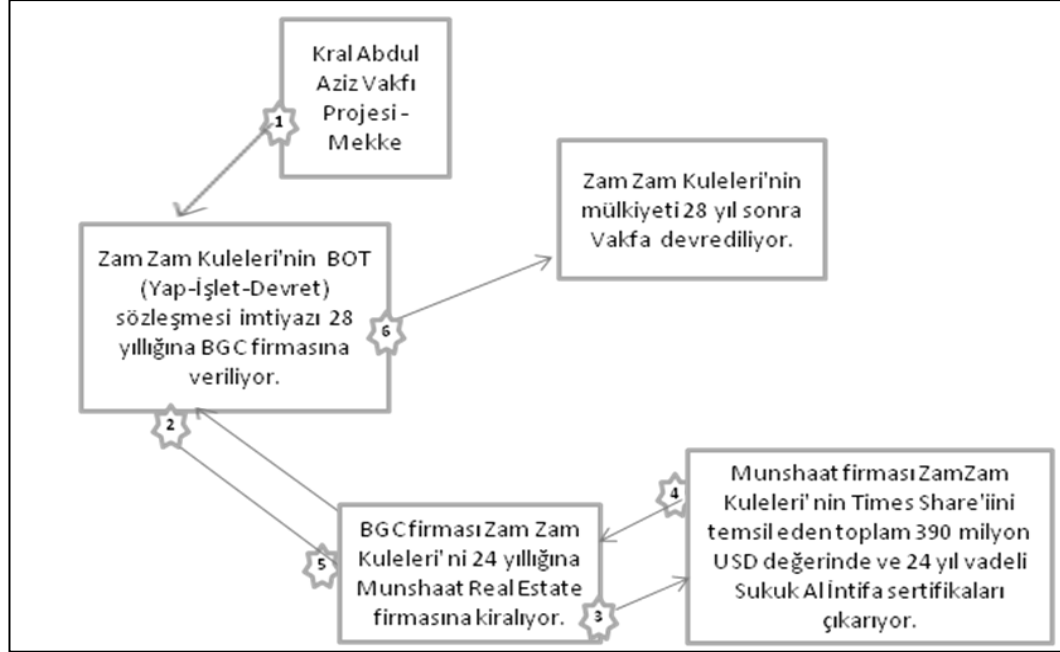 Kral Abdul
Aziz Vakfı
Projesi -
Mekke
1
Zam Zam Kuleleri'nin
mülkiyeti 28 yıl sonra
Vakfa devrediliyor.
Zam Zam Kuleleri'nin BOT
(Yap-İşlet-Devret)
sözleşmesi imtiyazı 28
yıllığına BGC firmasına
veriliyor.
6
2
4
Munshaat firması ZamZam
Kuleleri' nin Times Share'iini
temsil eden toplam 390 milyon
USD değerinde ve 24 yıl vadeli
Sukuk Al İntifa sertifikaları
çıkarıyor.
BGC firması Zam Zam
Kuleleri' ni 24 yıllığına
Munshaat Real Estate
firmasına kiralıyor.
5
3